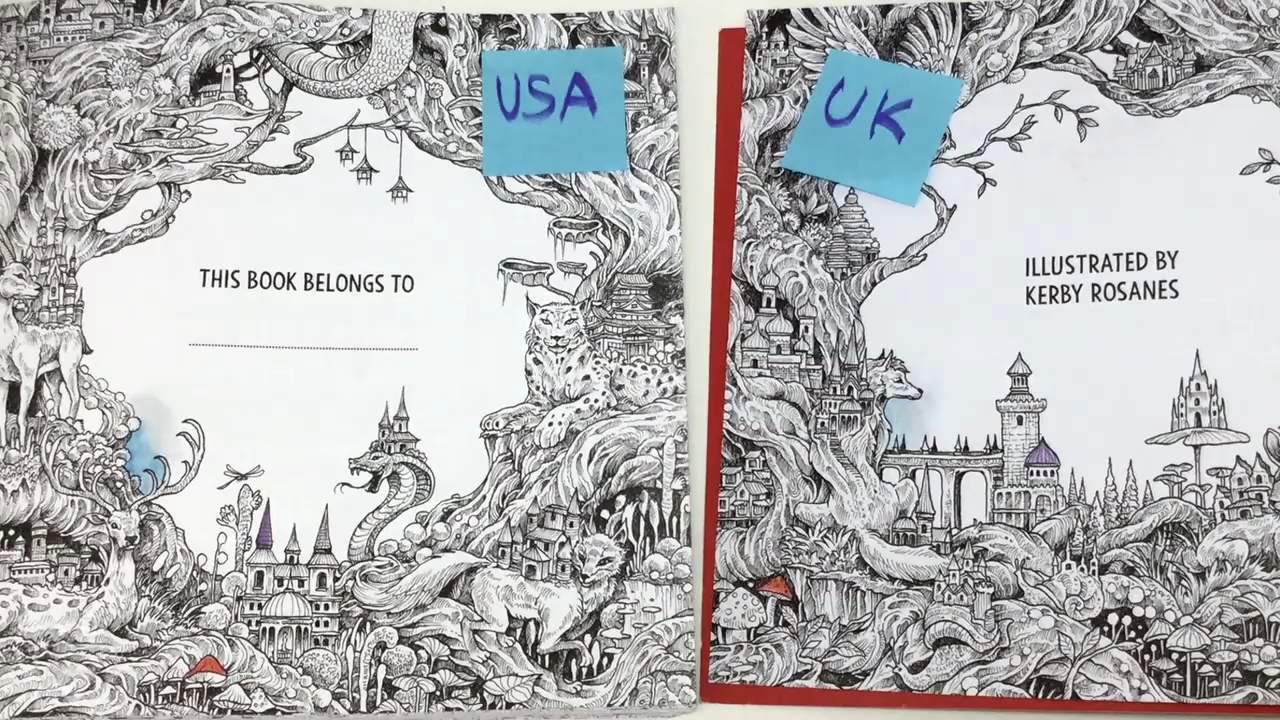 USA
THIS BOOK BELONGS TO
UK
ILLUSTRATED BY
KERBY ROSANES